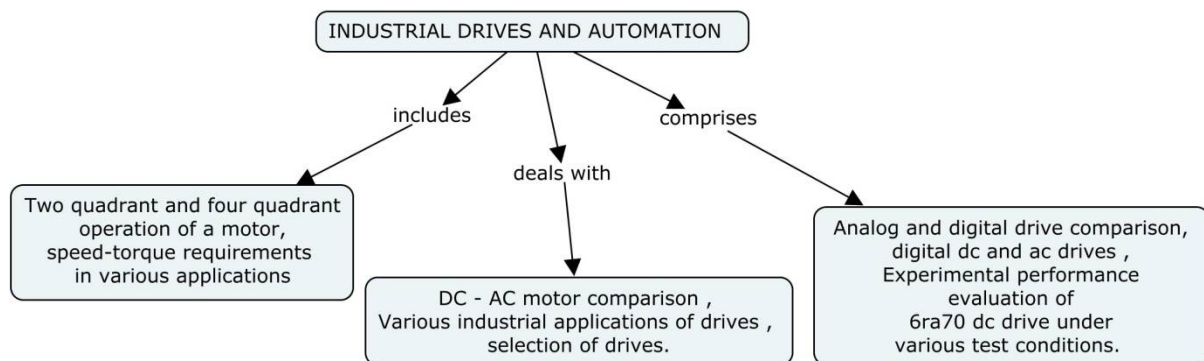 INDUSTRIAL DRIVES AND AUTOMATION
includes
comprises
deals with
Two quadrant and four quadrant
operation of a motor,
speed-torque requirements
in various applications
DC - AC motor comparison ,
Various industrial applications of drives ,
selection of drives.
Analog and digital drive comparison,
digital dc and ac drives ,
Experimental performance
evaluation of
6ra70 dc drive under
various test conditions.